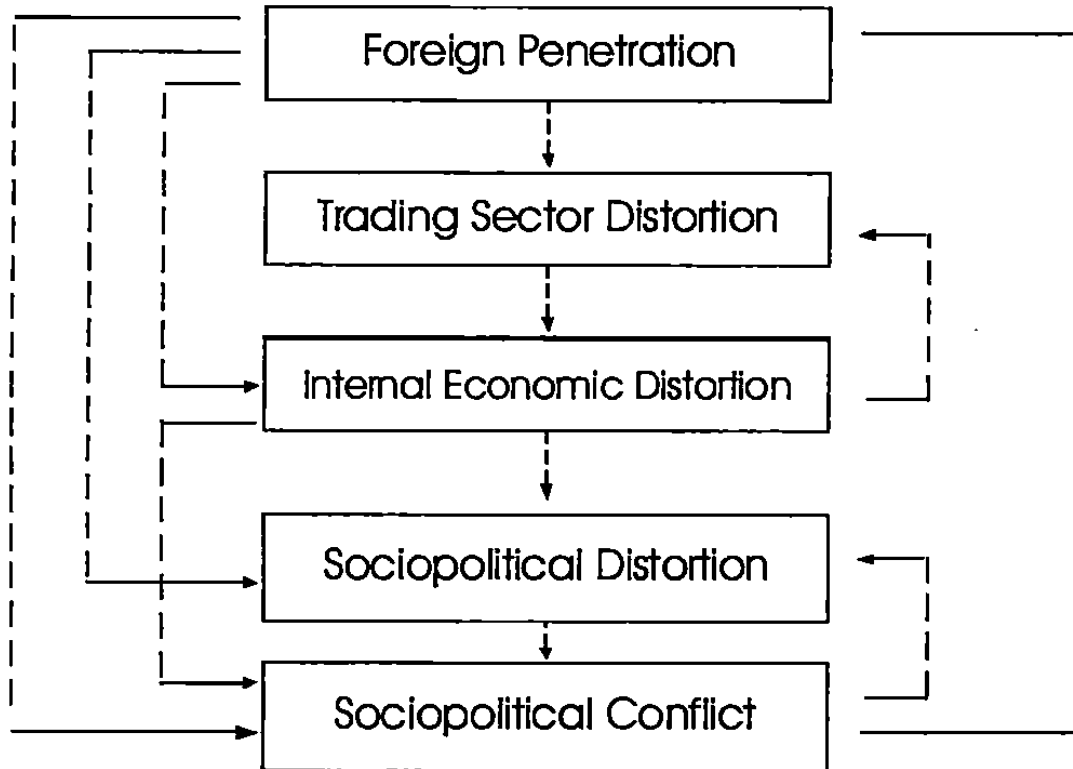 Foreign Penetration
Trading Sector Distortion
Internal Economic Distortion
Sociopolitical Distortion
Sociopolitical Conflict